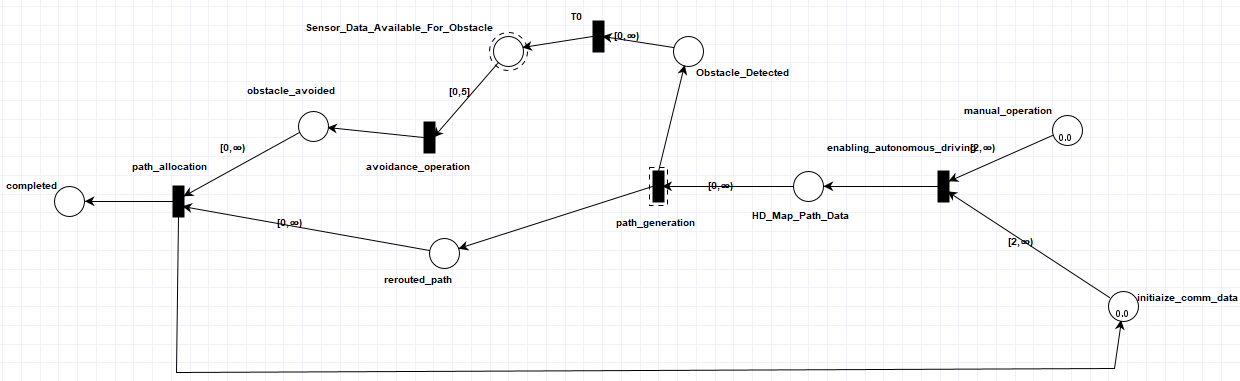 T0
Sensor_Data_Available_For_Obstacle
[0,∞)
Obstacle_Detected
obstacle_avoided
[0,5]
manual_operation
0.0
[0,∞)
enabling_autonomous_driving
[2,∞)
path_allocation
avoidance_operation
completed
[0,∞)
HD_Map_Path_Data
path_generation
[0,∞)
[2,∞)
rerouted_path
initiaize_comm_data
0.0